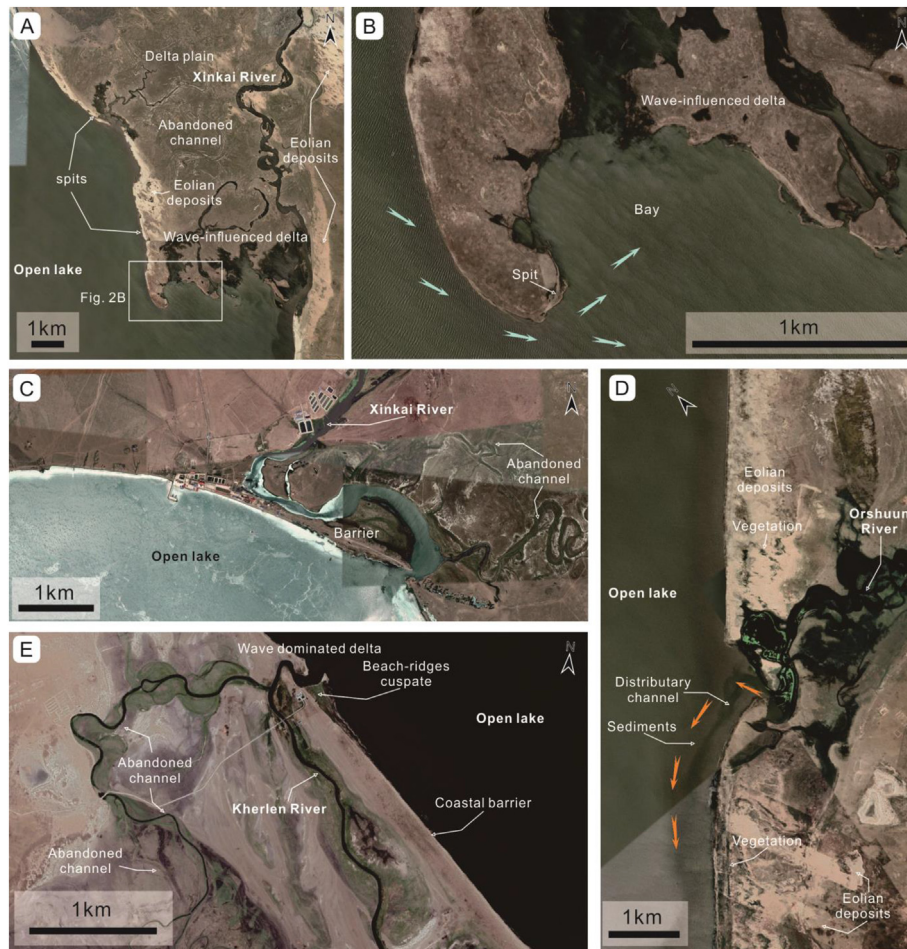 A
N
Delta plain
Xinkai River
Abandoned
channel
Eolian
deposits
spits
Eolian
deposits
Wave-influenced delta
Open lake
Fig. 2B
1km
B
N
Wave-influenced delta
Bay
Spit
1km
C
N
Xinkai River
Abandoned
channel
Barrier
Open lake
1km
D
N
Eolian
deposits
Vegetation
Orshuun
River
Open lake
Distributary
channel
Sediments
Vegetation
Eolian
deposits
1km
E
N
Wave dominated delta
Beach-ridges
cuspate
Open lake
Abandoned
channel
Kherlen River
Coastal barrier
Abandoned
channel
1km